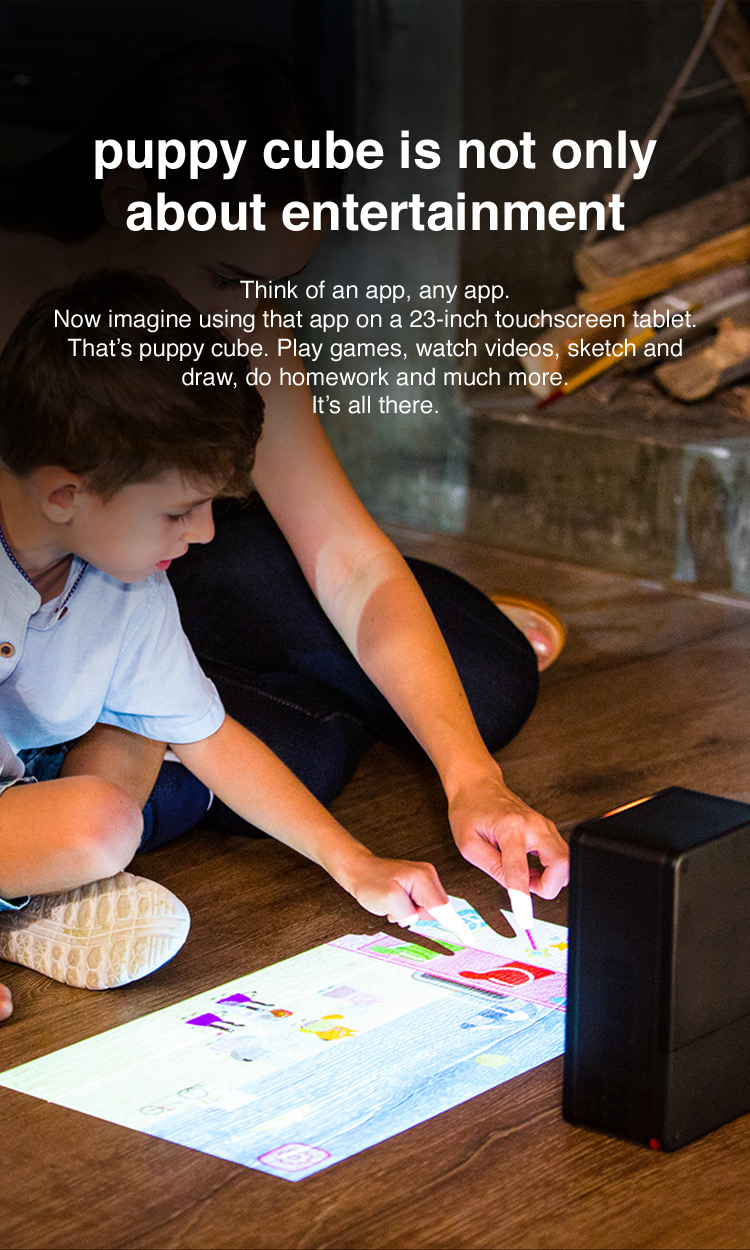 puppy cube is not only
about entertainment
Think of an app, any app.
Now imagine using that app on a 23-inch touchscreen tablet.
That’s puppy cube. Play games, watch videos, sketch and
draw, do homework and much more.
It’s all there.